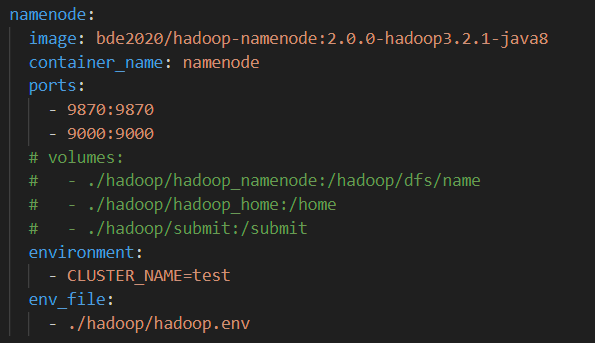 namenode:
  image: bde2020/hadoop-namenode:2.0.0-hadoop3.2.1-java8
  container_name: namenode
  ports:
    - 9870:9870
    - 9000:9000
  # volumes:
  #   - ./hadoop/hadoop_namenode:/hadoop/dfs/name
  #   - ./hadoop/hadoop_home:/home
  #   - ./hadoop/submit:/submit
  environment:
    - CLUSTER_NAME=test
  env_file:
    - ./hadoop/hadoop.env